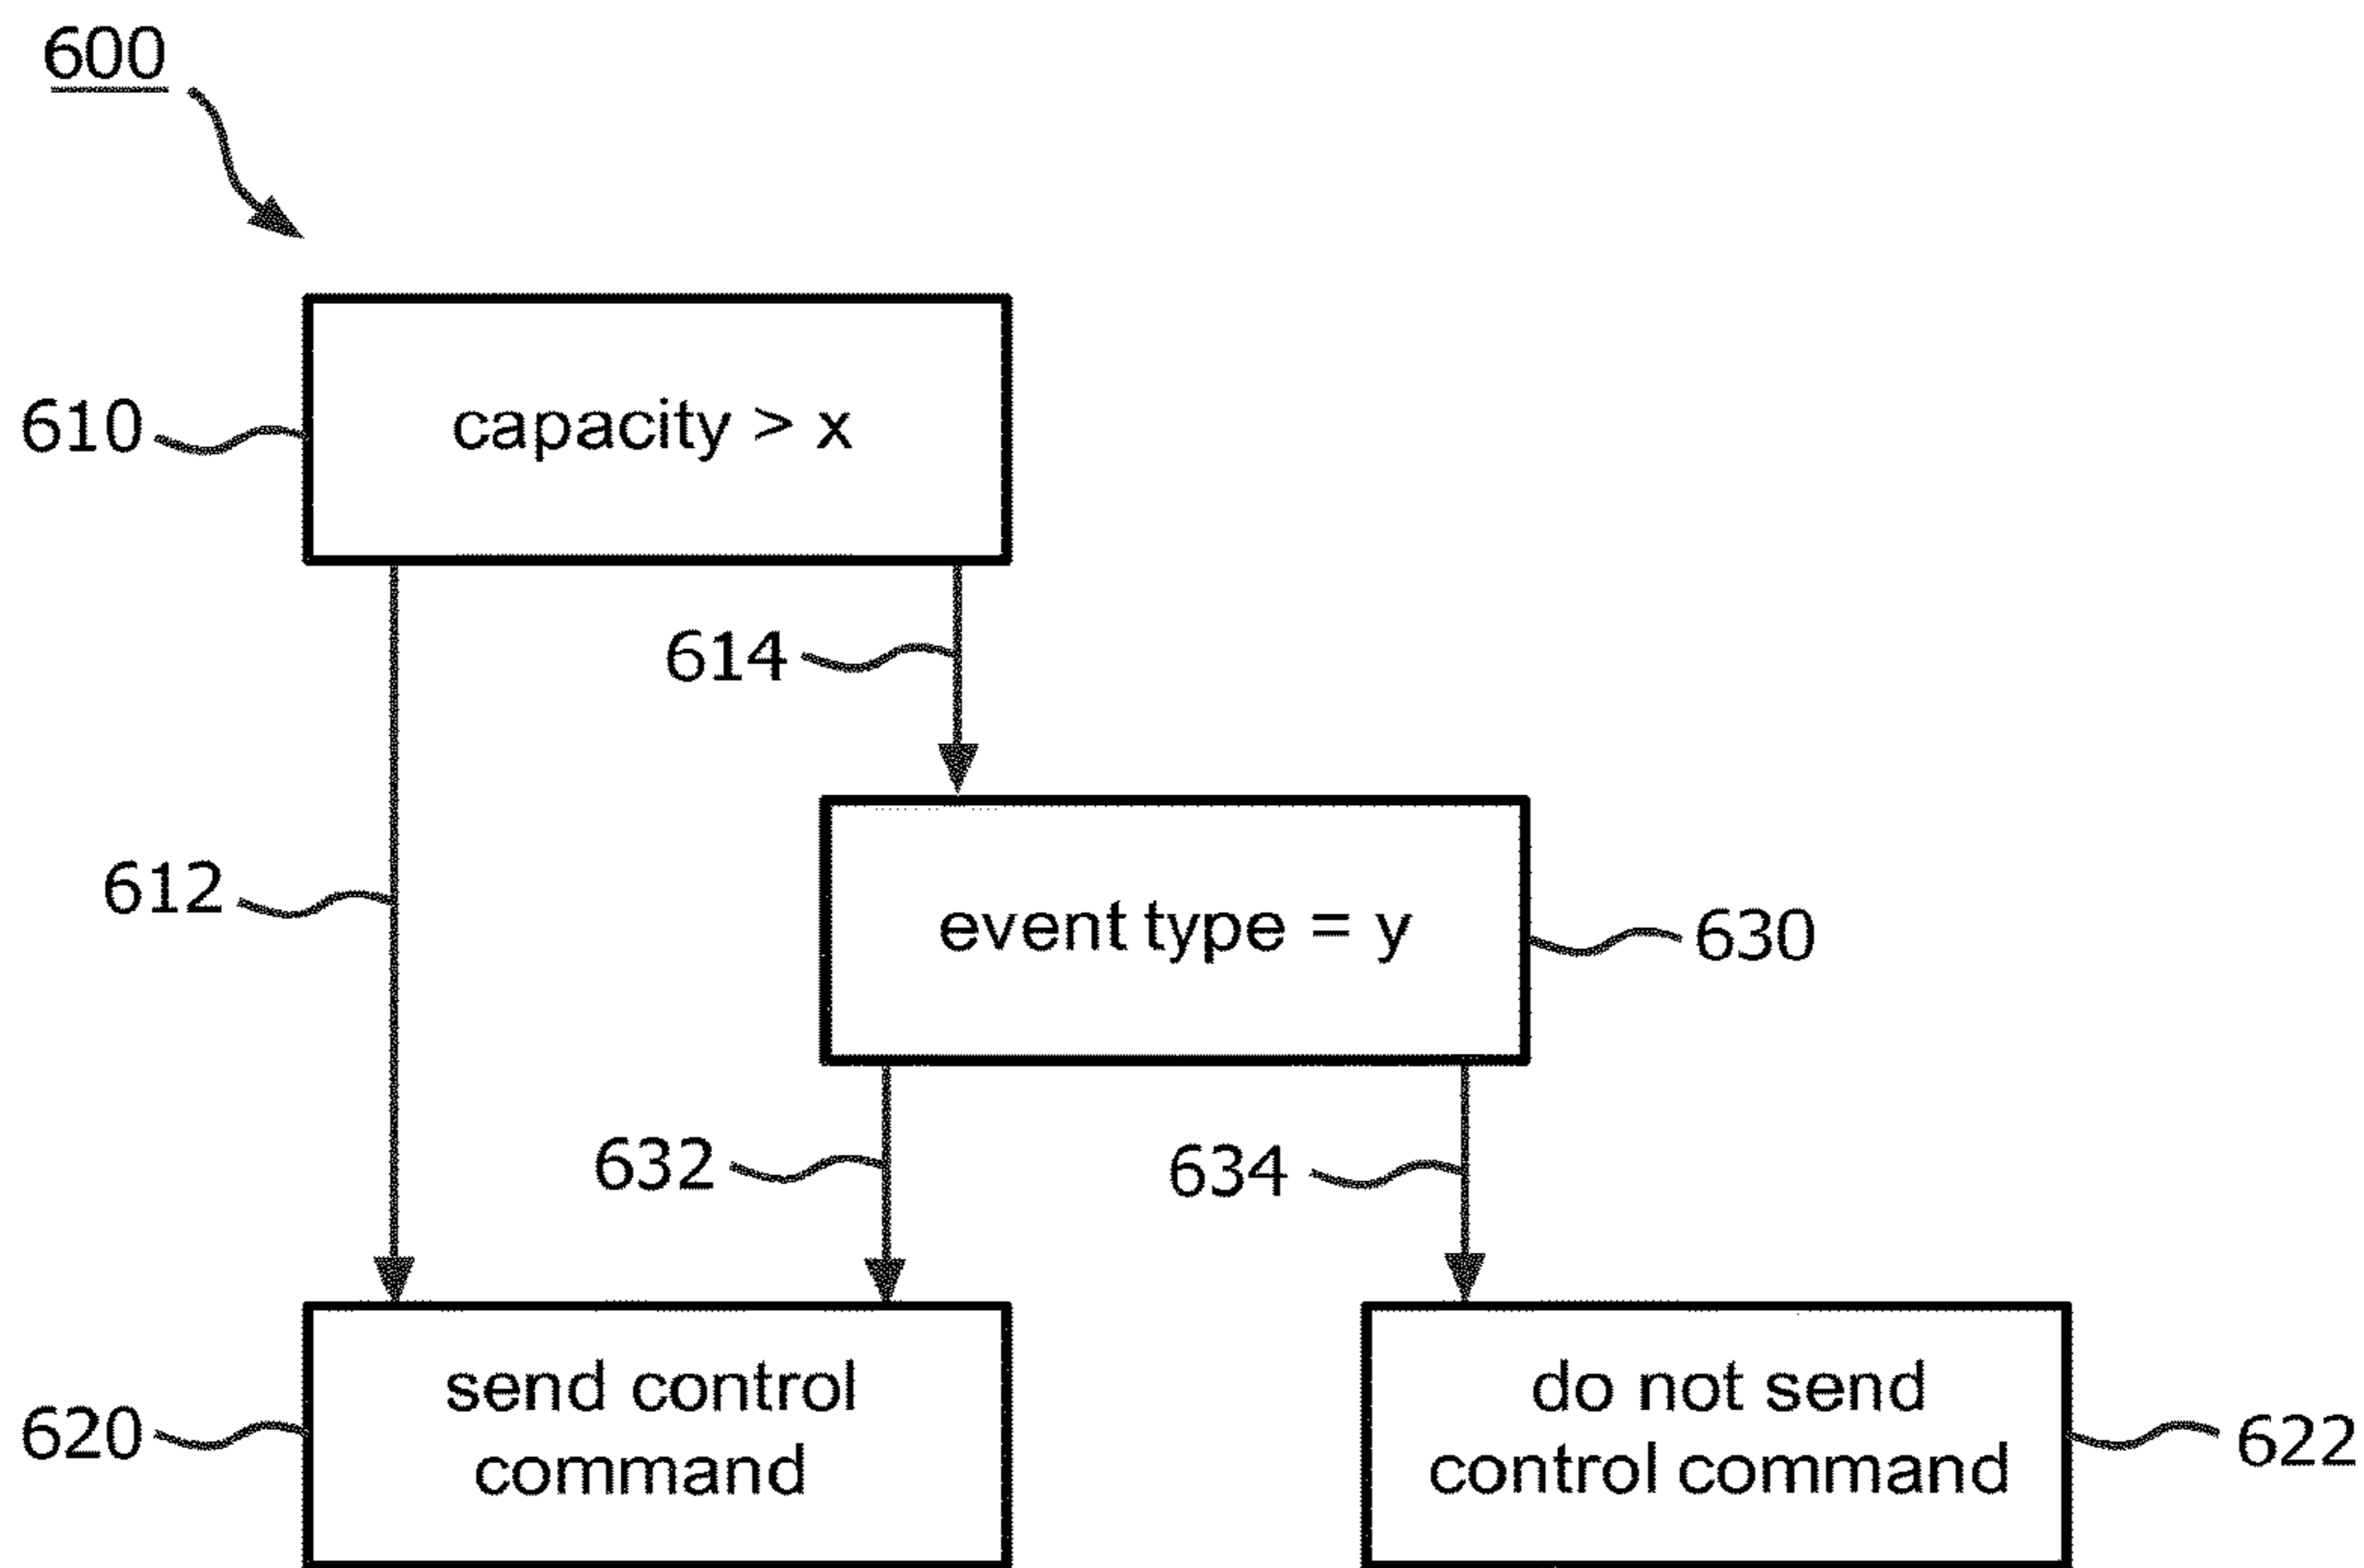 600
610
capacity > x
614
612
event type = y
630
632
634
620
send control
command
do not send
control command
622